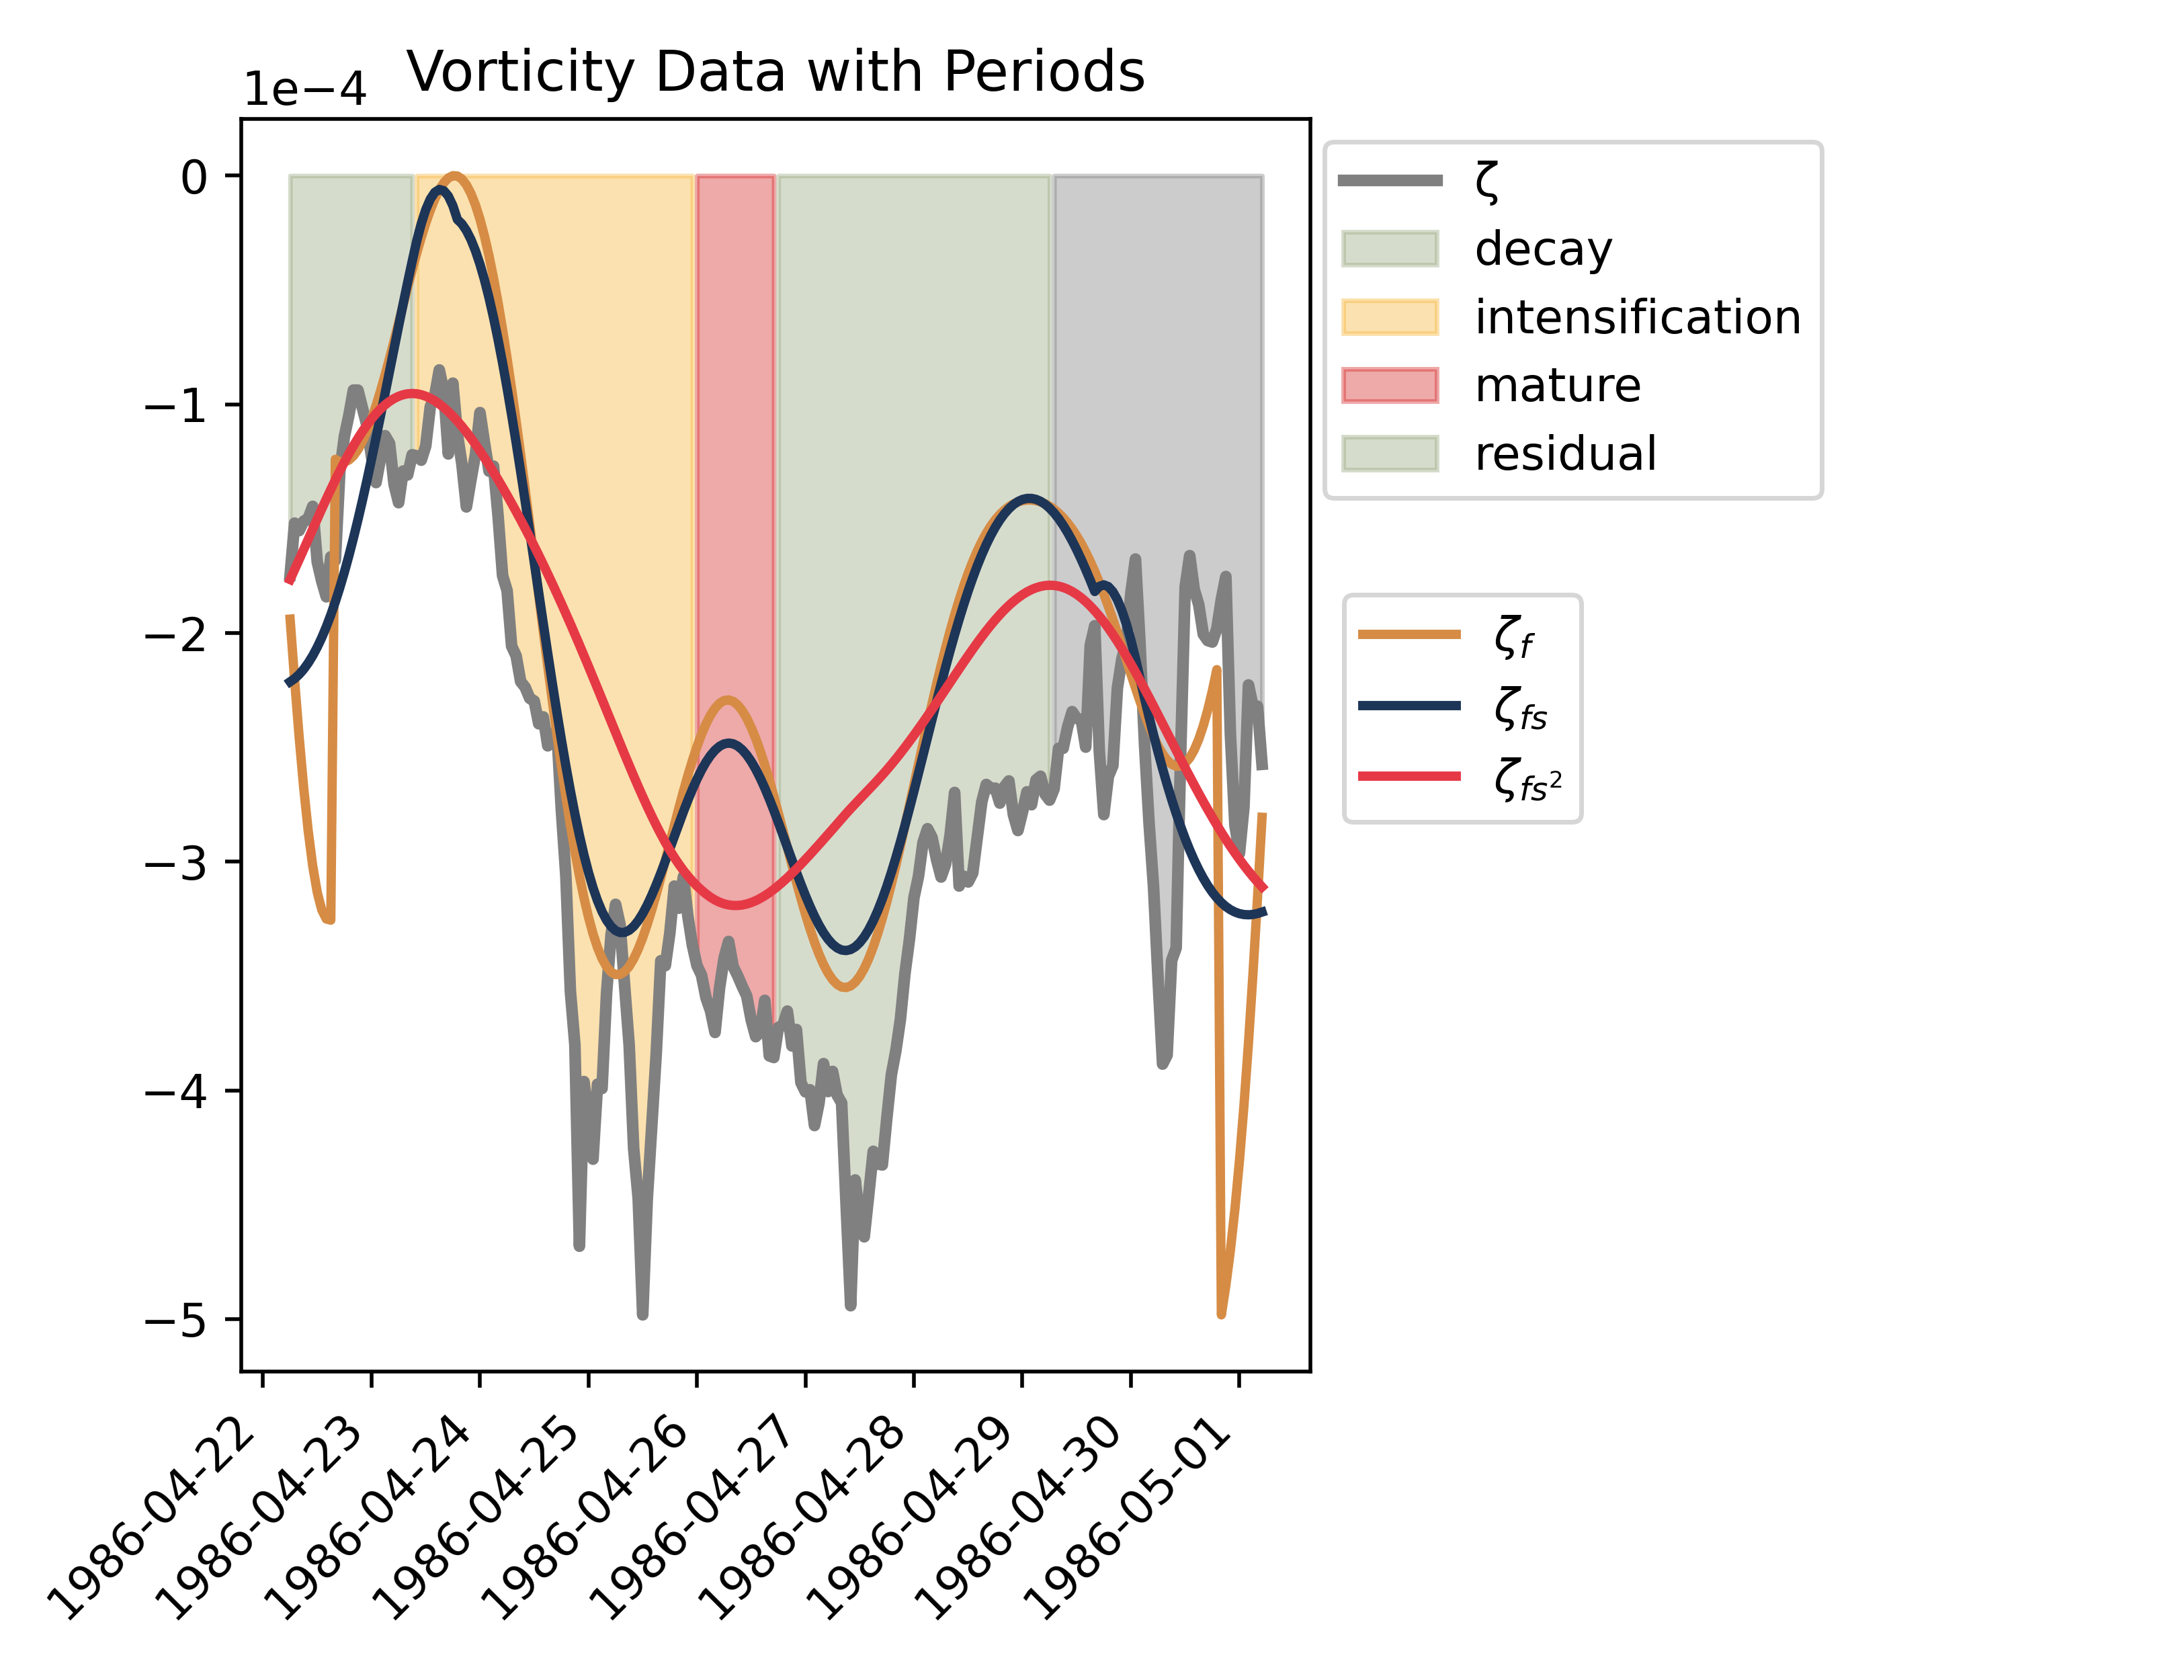 Vorticity Data with Periods
1e−4
0
−1
−2
−3
−4
−5
1986-04-22
1986-04-23
1986-04-24
1986-04-25
1986-04-26
1986-04-27
1986-04-28
1986-04-29
1986-04-30
1986-05-01
ζ
decay
intensification
mature
residual
ζf
ζfs
ζfs²